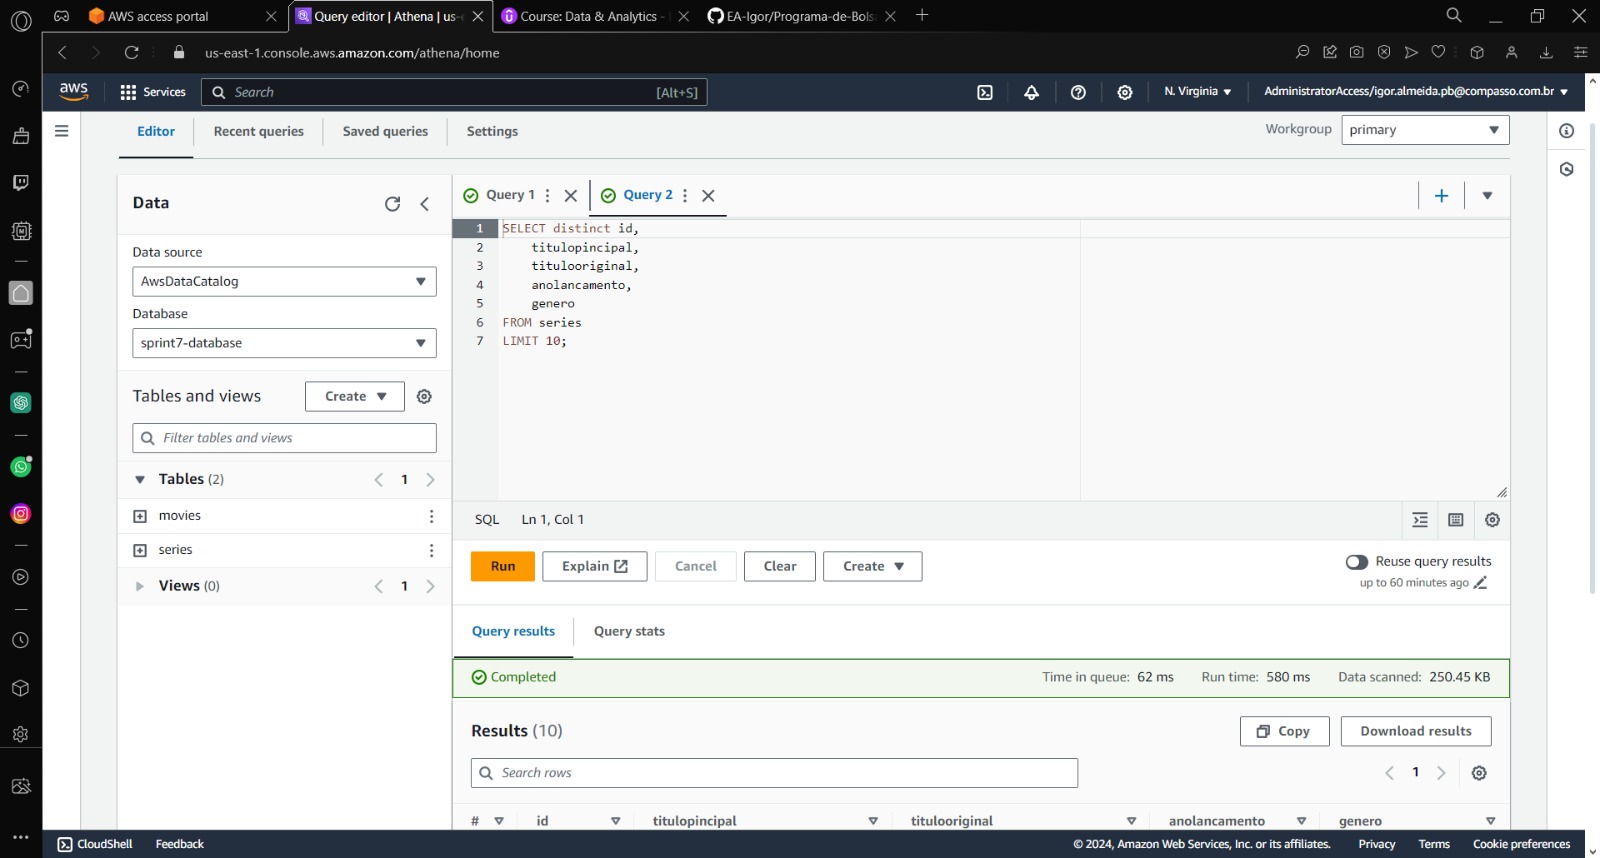 AWS access portal
Query editor | Athena | us-e
Course: Data & Analytics -
EA-Igor/Programa-de-Bols
us-east-1.console.aws.amazon.com/athena/home
aws
Services
Search
[Alt+S]
N. Virginia
AdministratorAccess/igor.almeida.pb@compasso.com.br
Editor
Recent queries
Saved queries
Settings
Workgroup
primary
Data
Data source
AwsDataCatalog
Database
sprint7-database
Tables and views
Create
Filter tables and views
Tables (2)
1
movies
series
Views (0)
1
Query 1
Query 2
1 SELECT distinct id,
2 titulopincipal,
3 titulooriginal,
4 anolancamento,
5 genero
6 FROM series
7 LIMIT 10;
SQL Ln 1, Col 1
Run
Explain
Cancel
Clear
Create
Reuse query results
up to 60 minutes ago
Query results
Query stats
Completed
Time in queue: 62 ms
Run time: 580 ms
Data scanned: 250.45 KB
Results (10)
Copy
Download results
Search rows
1
# id titulopincipal titulooriginal anolancamento genero
CloudShell
Feedback
© 2024, Amazon Web Services, Inc. or its affiliates.
Privacy
Terms
Cookie preferences